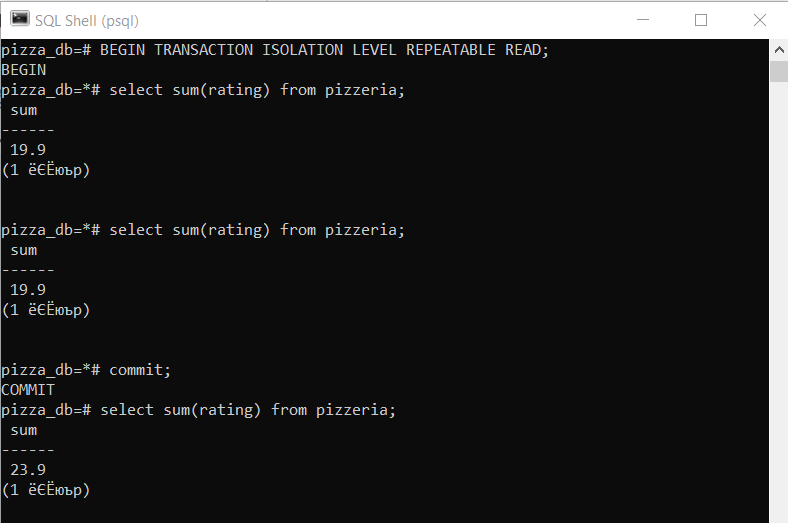 SQL Shell (psql)
pizza_db=# BEGIN TRANSACTION ISOLATION LEVEL REPEATABLE READ;
BEGIN
pizza_db=*# select sum(rating) from pizzeria;
sum
------
19.9
(1 ёЄЁюър)
pizza_db=*# select sum(rating) from pizzeria;
sum
------
19.9
(1 ёЄЁюър)
pizza_db=*# commit;
COMMIT
pizza_db=# select sum(rating) from pizzeria;
sum
------
23.9
(1 ёЄЁюър)